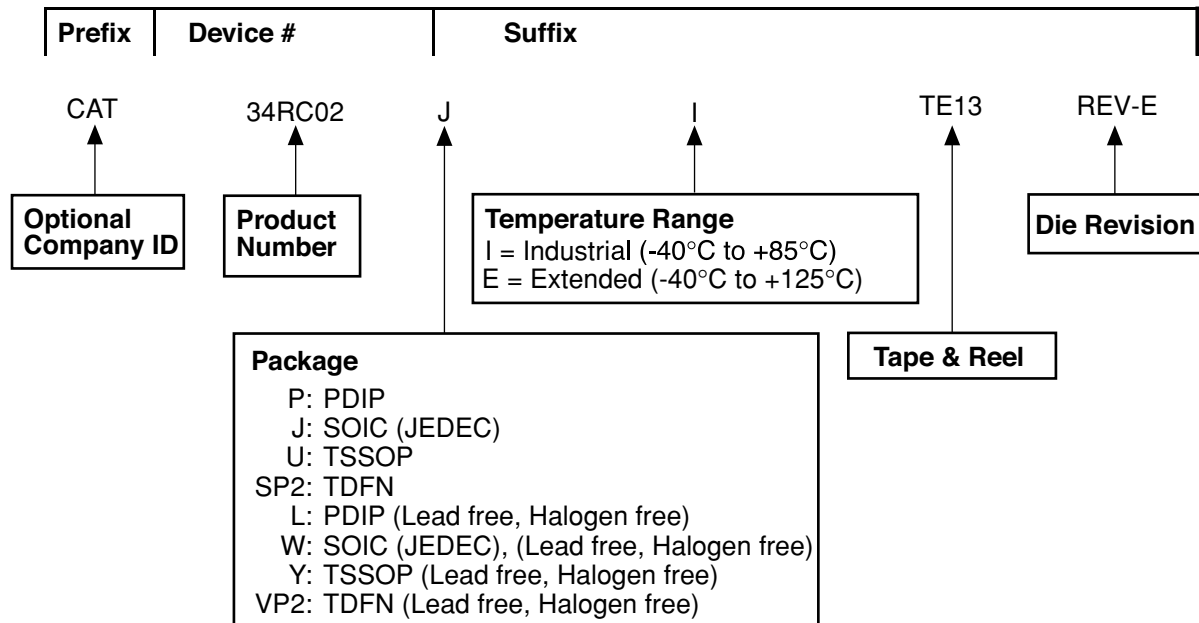 Prefix Device # Suffix
CAT 34RC02 J I TE13 REV-E
Optional
Company ID
Product
Number
Temperature Range
I = Industrial (-40°C to +85°C)
E = Extended (-40°C to +125°C)
Die Revision
Tape & Reel
Package
P: PDIP
J: SOIC (JEDEC)
U: TSSOP
SP2: TDFN
L: PDIP (Lead free, Halogen free)
W: SOIC (JEDEC), (Lead free, Halogen free)
Y: TSSOP (Lead free, Halogen free)
VP2: TDFN (Lead free, Halogen free)